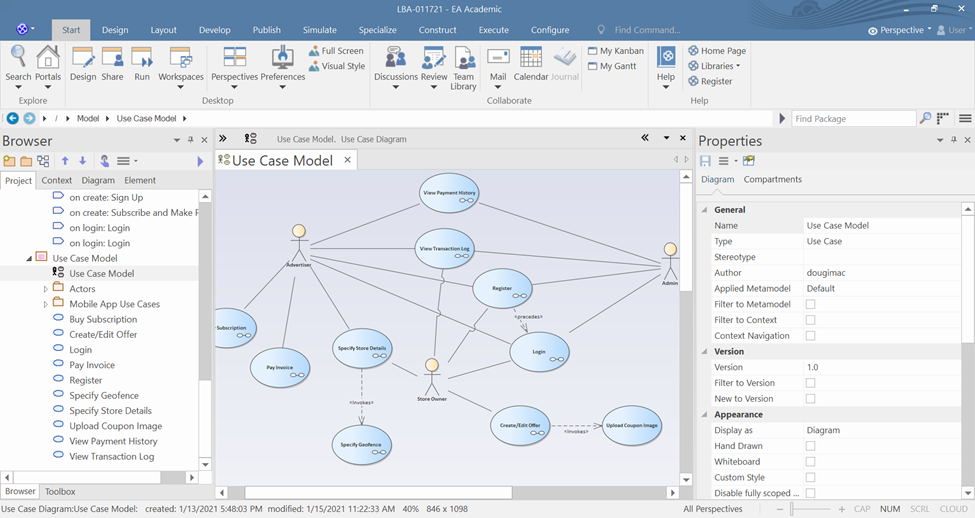 LBA-011721 - EA Academic
Start Design Layout Develop Publish Simulate Specialize Construct Execute Configure Find Command... Perspective User
Search Portals Design Share Run Workspaces Perspectives Preferences Full Screen Visual Style Discussions Review Team Library Mail Calendar Journal My Kanban My Gantt Help Home Page Libraries Register
Explore Desktop Collaborate Help
/ Model Use Case Model Find Package
Browser
Project Context Diagram Element
on create: Sign Up
on create: Subscribe and Make P
on login: Login
on login: Login
Use Case Model
Use Case Model
Actors
Mobile App Use Cases
Buy Subscription
Create/Edit Offer
Login
Pay Invoice
Register
Specify Geofence
Specify Store Details
Upload Coupon Image
View Payment History
View Transaction Log
Browser Toolbox
Use Case Model. Use Case Diagram
Use Case Model
View Payment History
Advertiser
View Transaction Log
Admin
Register
«precedes»
Subscription
Specify Store Details
Login
Pay Invoice
Store Owner
«invokes»
Create/Edit Offer
«invokes»
Upload Coupon Image
Specify Geofence
Properties
Diagram Compartments
General
Name Use Case Model
Type Use Case
Stereotype
Author dougimac
Applied Metamodel Default
Filter to Metamodel
Filter to Context
Context Navigation
Version
Version 1.0
Filter to Version
New to Version
Appearance
Display as Diagram
Hand Drawn
Whiteboard
Custom Style
Disable fully scoped ...
Use Case Diagram:Use Case Model: created: 1/13/2021 5:48:03 PM modified: 1/15/2021 11:22:33 AM 40% 846 x 1098 All Perspectives CAP NUM SCRL CLOUD